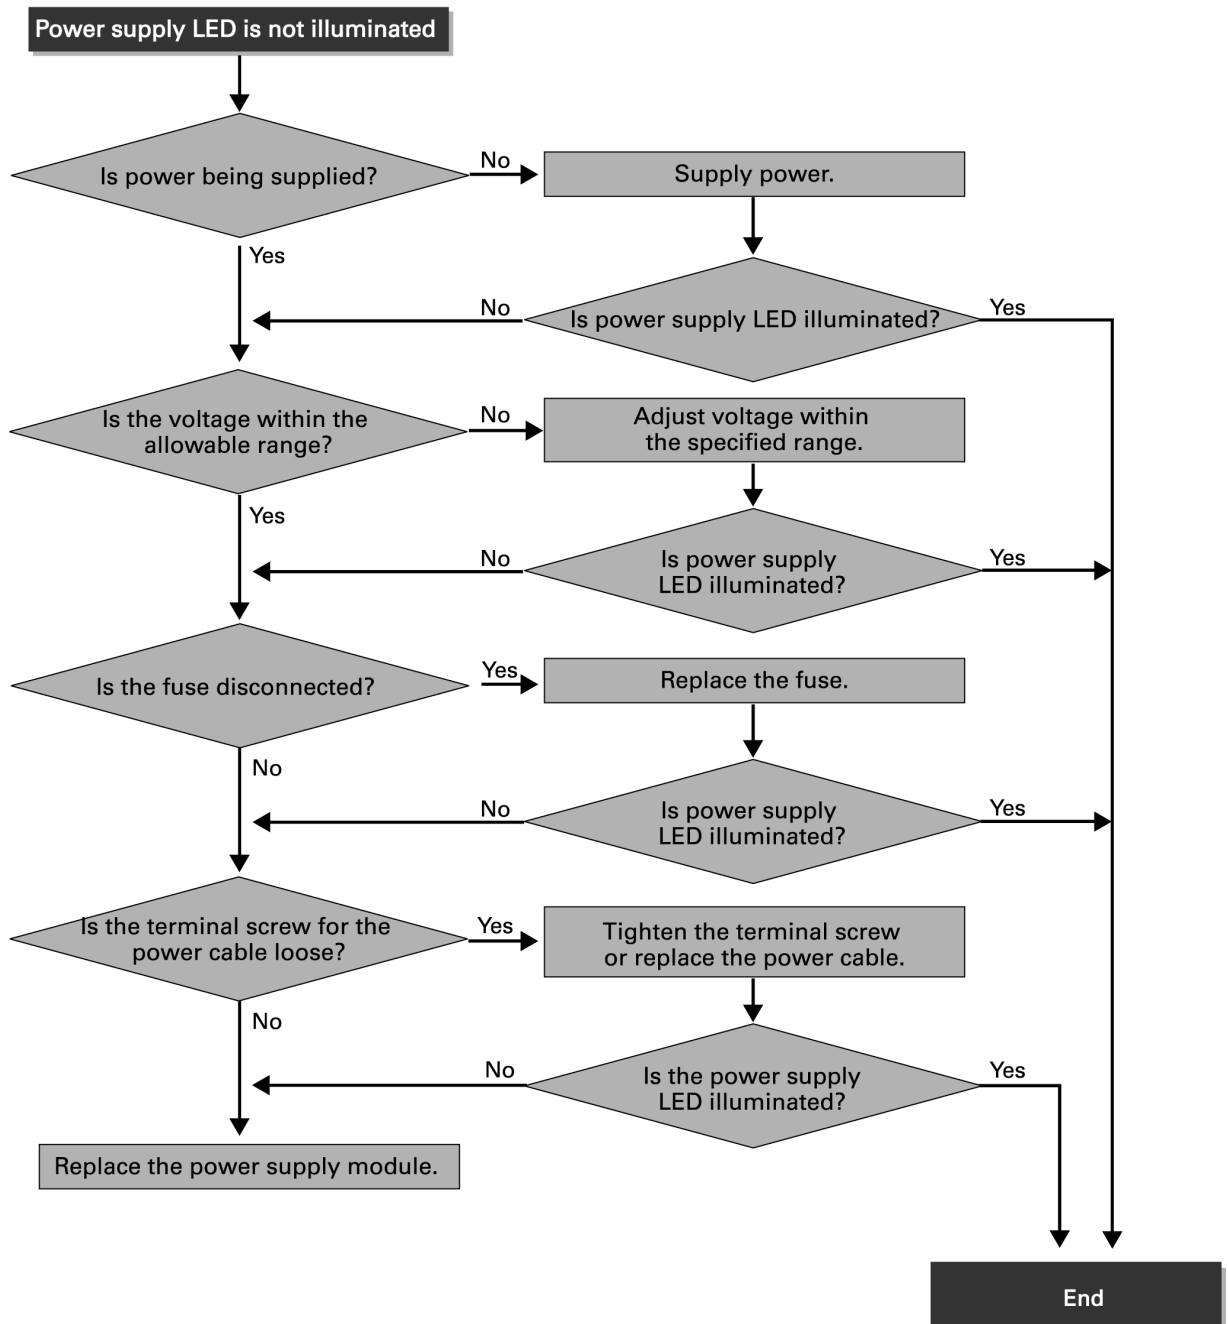 Power supply LED is not illuminated
Is power being supplied?
No
Supply power.
Yes
No
Is power supply LED illuminated?
Yes
Is the voltage within the
allowable range?
No
Adjust voltage within
the specified range.
Yes
No
Is power supply
LED illuminated?
Yes
Is the fuse disconnected?
Yes
Replace the fuse.
No
No
Is power supply
LED illuminated?
Yes
Is the terminal screw for the
power cable loose?
Yes
Tighten the terminal screw
or replace the power cable.
No
No
Is the power supply
LED illuminated?
Yes
Replace the power supply module.
End